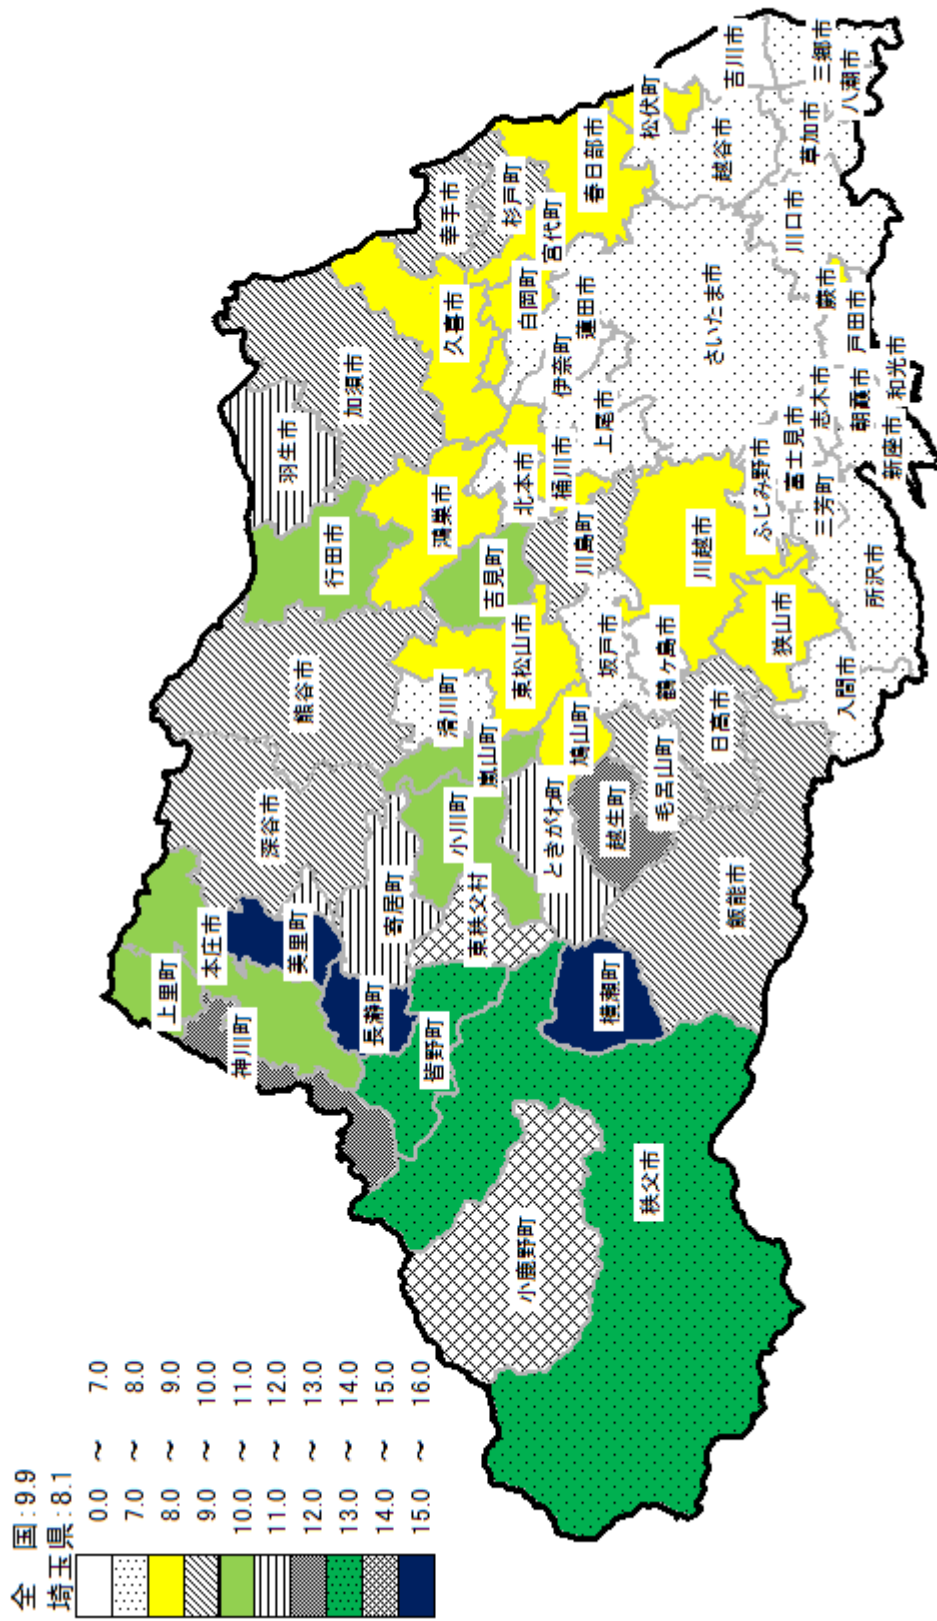 全　国:9.9
埼玉県:8.1
0.0 ～ 7.0
7.0 ～ 8.0
8.0 ～ 9.0
9.0 ～ 10.0
10.0 ～ 11.0
11.0 ～ 12.0
12.0 ～ 13.0
13.0 ～ 14.0
14.0 ～ 15.0
15.0 ～ 16.0
上里町
本庄市
神川町
美里町
深谷市
熊谷市
行田市
羽生市
加須市
長瀞町
皆野町
寄居町
小川町
嵐山町
滑川町
東松山市
吉見町
鴻巣市
久喜市
幸手市
杉戸町
宮代町
白岡町
北本市
桶川市
伊奈町
蓮田市
上尾市
春日部市
松伏町
小鹿野町
秩父市
横瀬町
東秩父村
ときがわ町
鳩山町
越生町
毛呂山町
坂戸市
鶴ヶ島市
川島町
川越市
日高市
飯能市
狭山市
入間市
所沢市
ふじみ野市
富士見市
三芳町
志木市
朝霞市
新座市
和光市
さいたま市
蕨市
戸田市
川口市
越谷市
草加市
吉川市
三郷市
八潮市